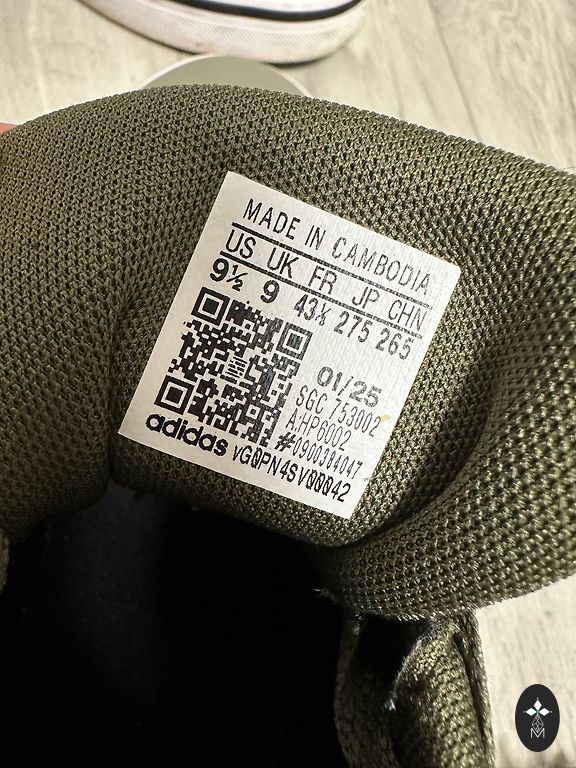 MADE IN CAMBODIA
US UK FR JP CHN
9½ 9 43⅓ 275 265
01/25
SGC 753002
A.HP6002
#0900384047
adidas vG0PN4SV00042
M